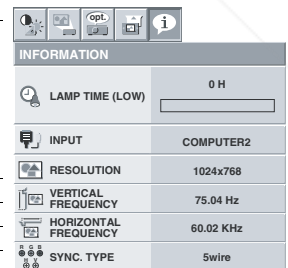 opt.
i
INFORMATION
LAMP TIME (LOW)
0 H
INPUT
COMPUTER2
RESOLUTION
1024x768
VERTICAL
FREQUENCY
75.04 Hz
HORIZONTAL
FREQUENCY
60.02 KHz
R G B
H V
SYNC. TYPE
5wire